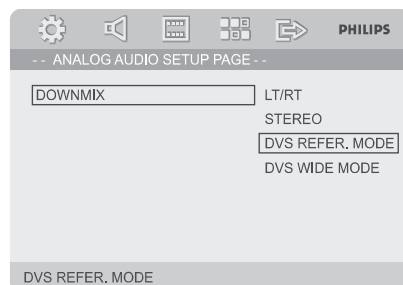 PHILIPS
-- ANALOG AUDIO SETUP PAGE--
DOWNMIX
LT/RT
STEREO
DVS REFER. MODE
DVS WIDE MODE
DVS REFER. MODE